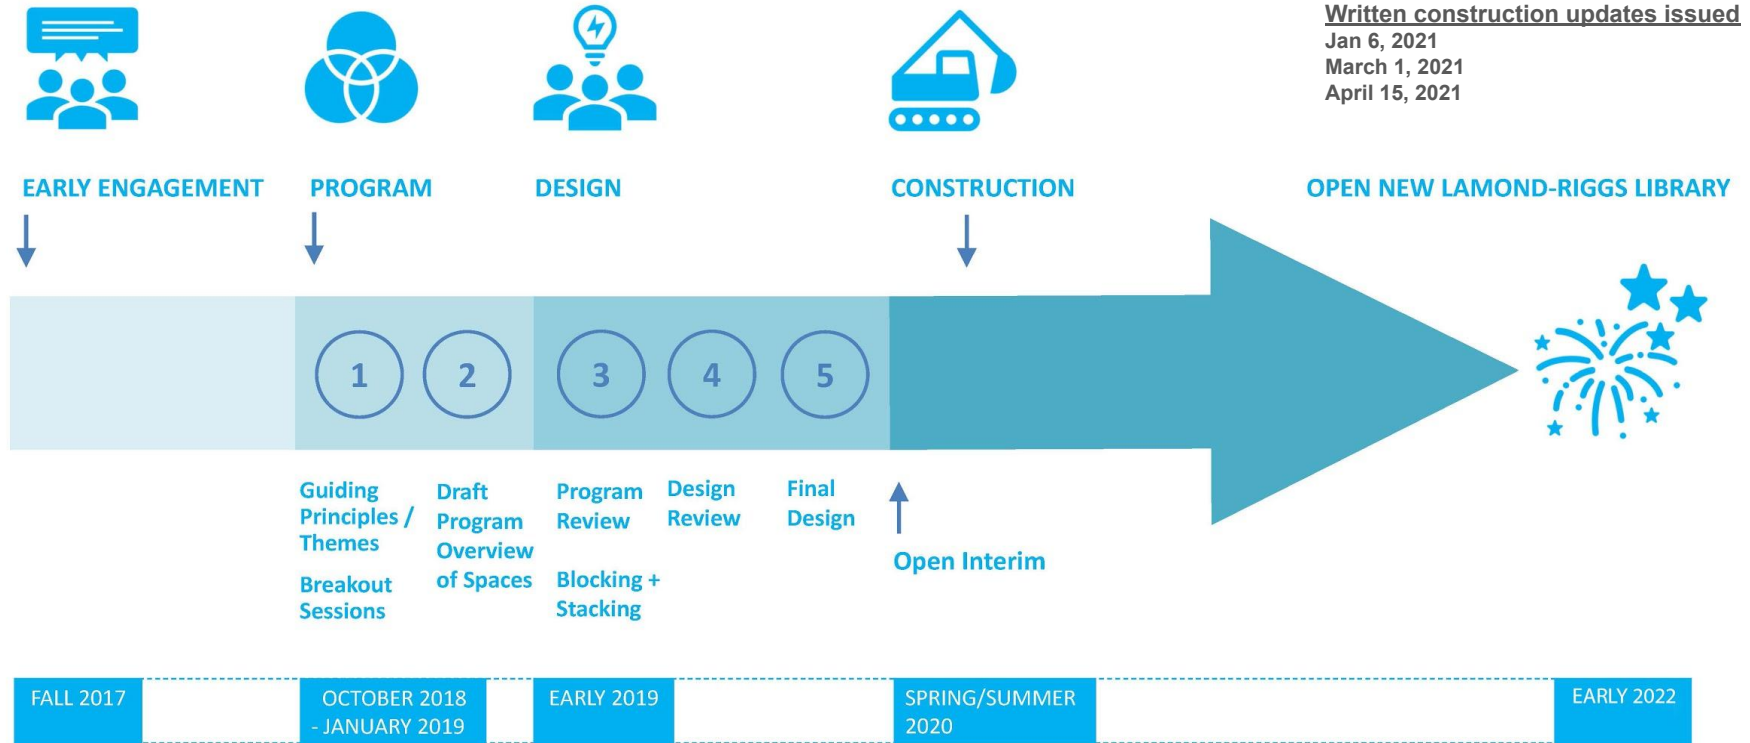 Written construction updates issued
Jan 6, 2021
March 1, 2021
April 15, 2021
EARLY ENGAGEMENT
PROGRAM
DESIGN
CONSTRUCTION
OPEN NEW LAMOND-RIGGS LIBRARY
1
2
3
4
5
Guiding
Principles /
Themes
Breakout
Sessions
Draft
Program
Overview
of Spaces
Program
Review
Blocking +
Stacking
Design
Review
Final
Design
Open Interim
FALL 2017
OCTOBER 2018
- JANUARY 2019
EARLY 2019
SPRING/SUMMER
2020
EARLY 2022